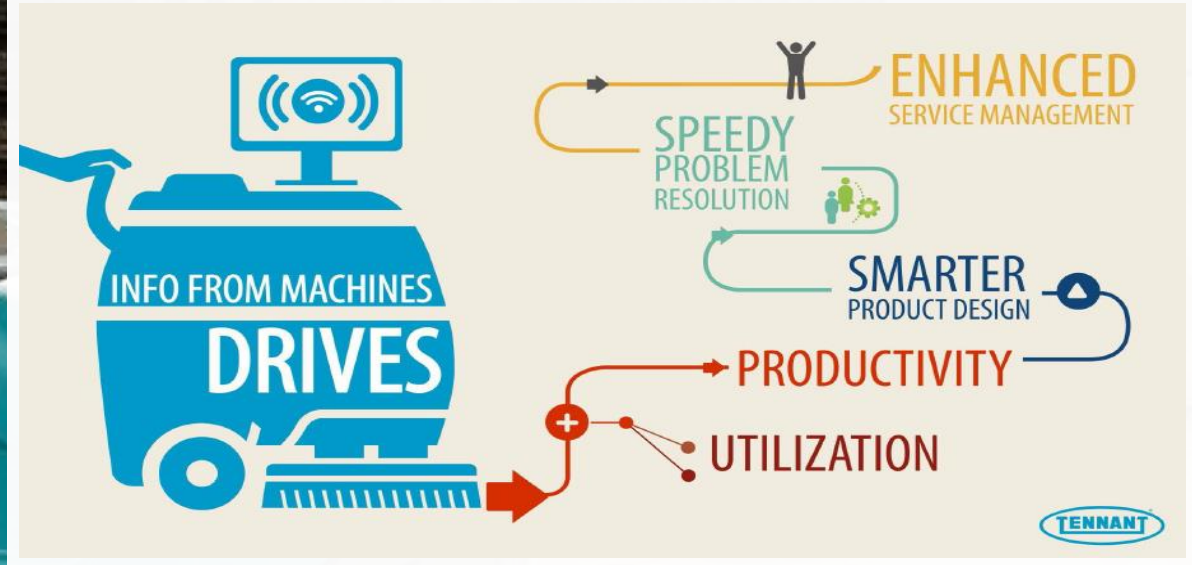 INFO FROM MACHINES
DRIVES
UTILIZATION
PRODUCTIVITY
SMARTER
PRODUCT DESIGN
SPEEDY
PROBLEM
RESOLUTION
ENHANCED
SERVICE MANAGEMENT
TENNANT